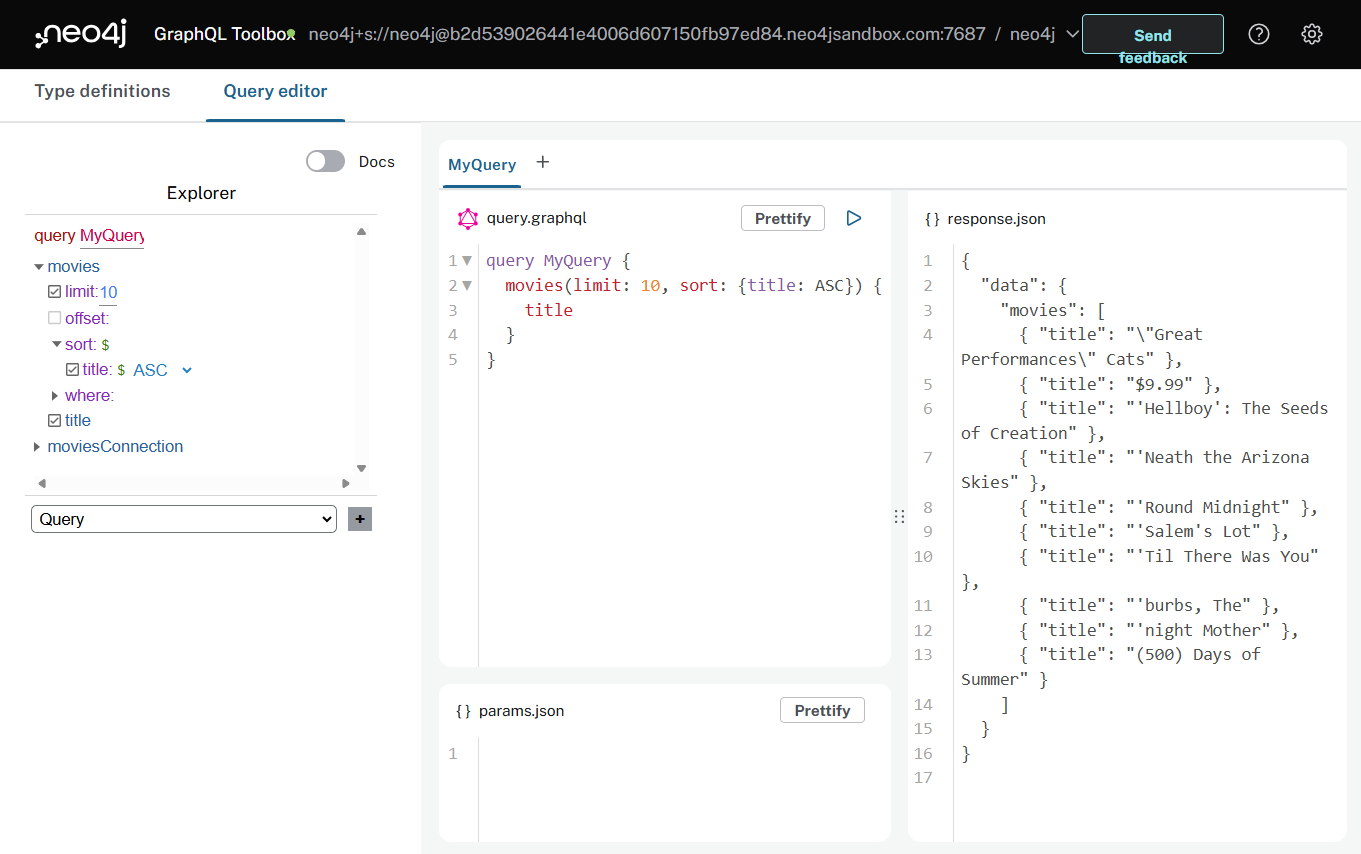 neo4j GraphQL Toolbox neo4j+s://neo4j@b2d539026441e4006d607150fb97ed84.neo4jsandbox.com:7687 / neo4j Send feedback
Type definitions Query editor
Docs
Explorer
query MyQuery
movies
limit:10
offset:
sort: $
title: $ ASC
where:
title
moviesConnection
Query +
MyQuery +
query.graphql Prettify
1 query MyQuery {
2 movies(limit: 10, sort: {title: ASC}) {
3 title
4 }
5 }
{ } params.json Prettify
1
{ } response.json
1 {
2 "data": {
3 "movies": [
4 { "title": "\"Great
Performances\" Cats" },
5 { "title": "$9.99" },
6 { "title": "'Hellboy': The Seeds
of Creation" },
7 { "title": "'Neath the Arizona
Skies" },
8 { "title": "'Round Midnight" },
9 { "title": "'Salem's Lot" },
10 { "title": "'Til There Was You"
},
11 { "title": "'burbs, The" },
12 { "title": "'night Mother" },
13 { "title": "(500) Days of
Summer" }
14 ]
15 }
16 }
17